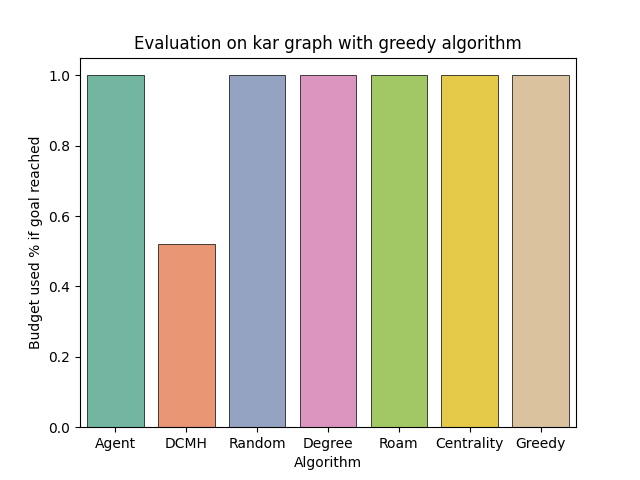 Evaluation on kar graph with greedy algorithm
Budget used % if goal reached
1.0
0.8
0.6
0.4
0.2
0.0
Agent DCMH Random Degree Roam Centrality Greedy
Algorithm